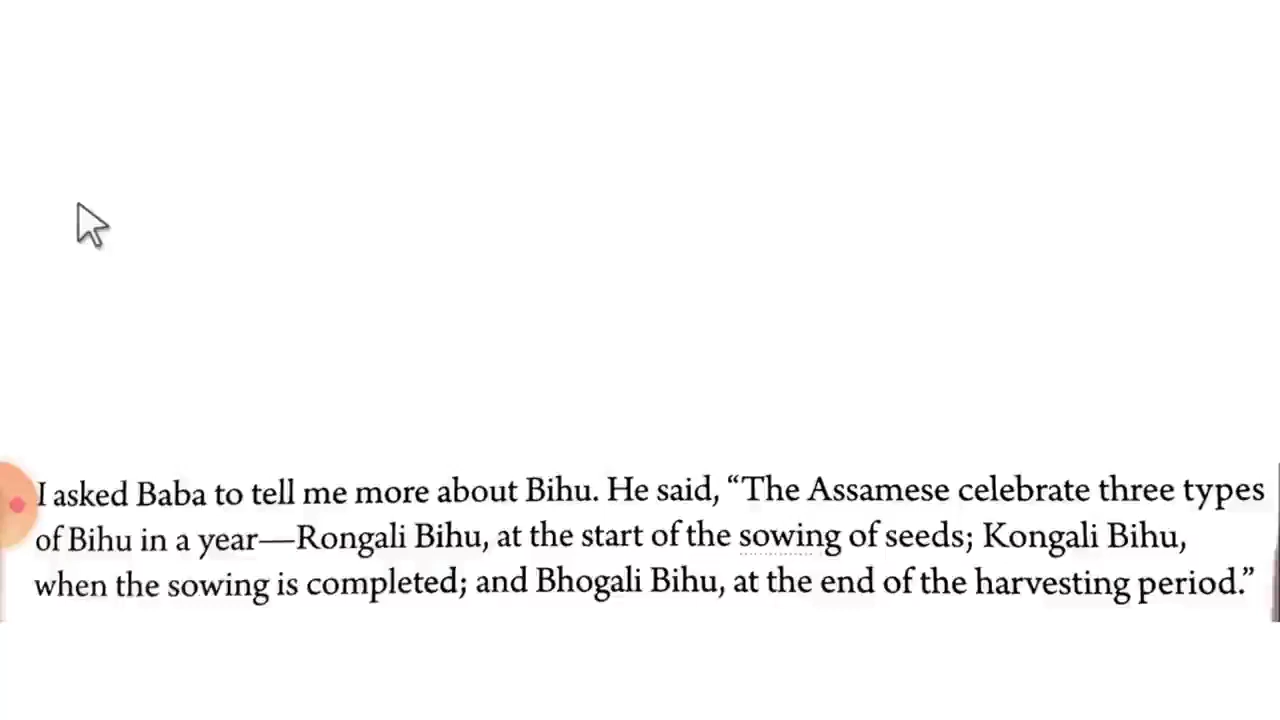 I asked Baba to tell me more about Bihu. He said, “The Assamese celebrate three types
of Bihu in a year—Rongali Bihu, at the start of the sowing of seeds; Kongali Bihu,
when the sowing is completed; and Bhogali Bihu, at the end of the harvesting period.”